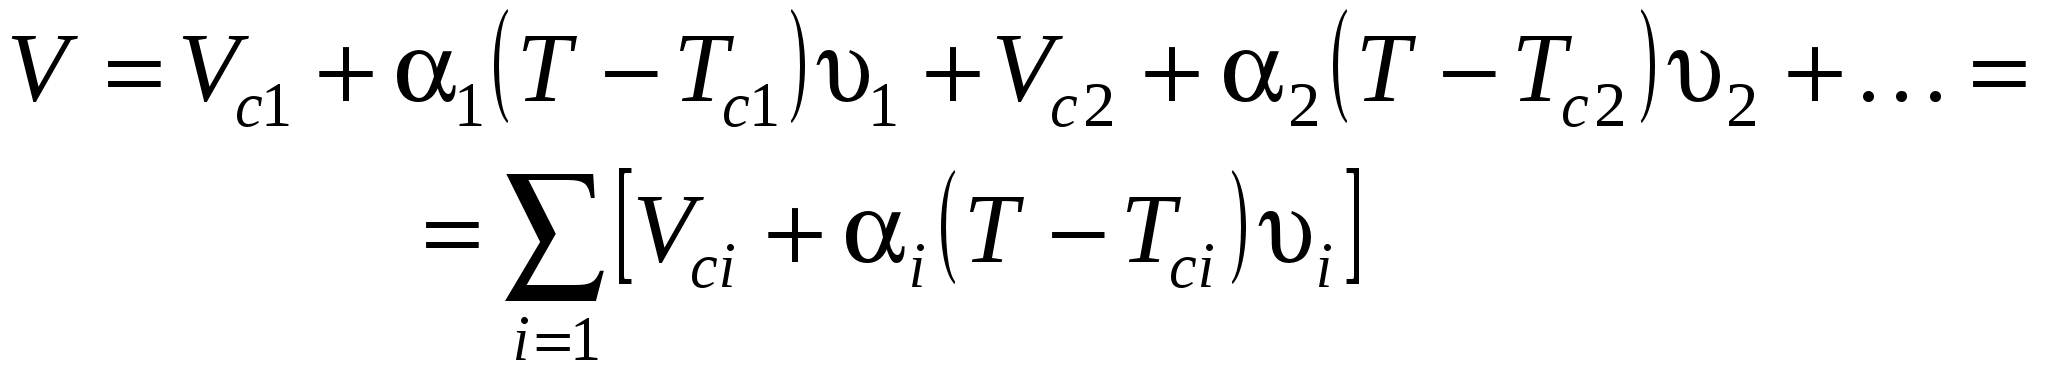 V = V_{c1} + α_1(T − T_{c1})υ_1 + V_{c2} + α_2(T − T_{c2})υ_2 + … =
= ∑_{i=1}[V_{ci} + α_i(T − T_{ci})υ_i]